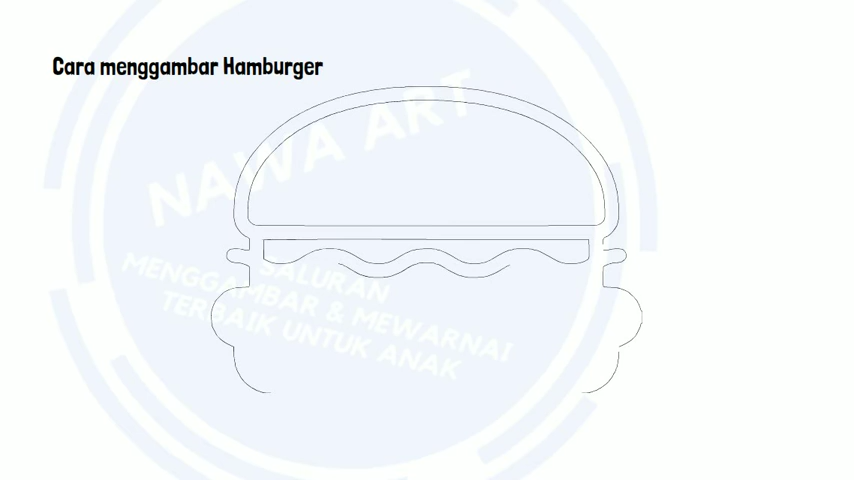 Cara menggambar Hamburger
NAWA ART
SALURAN
MENGGAMBAR & MEWARNAI
TERBAIK UNTUK ANAK